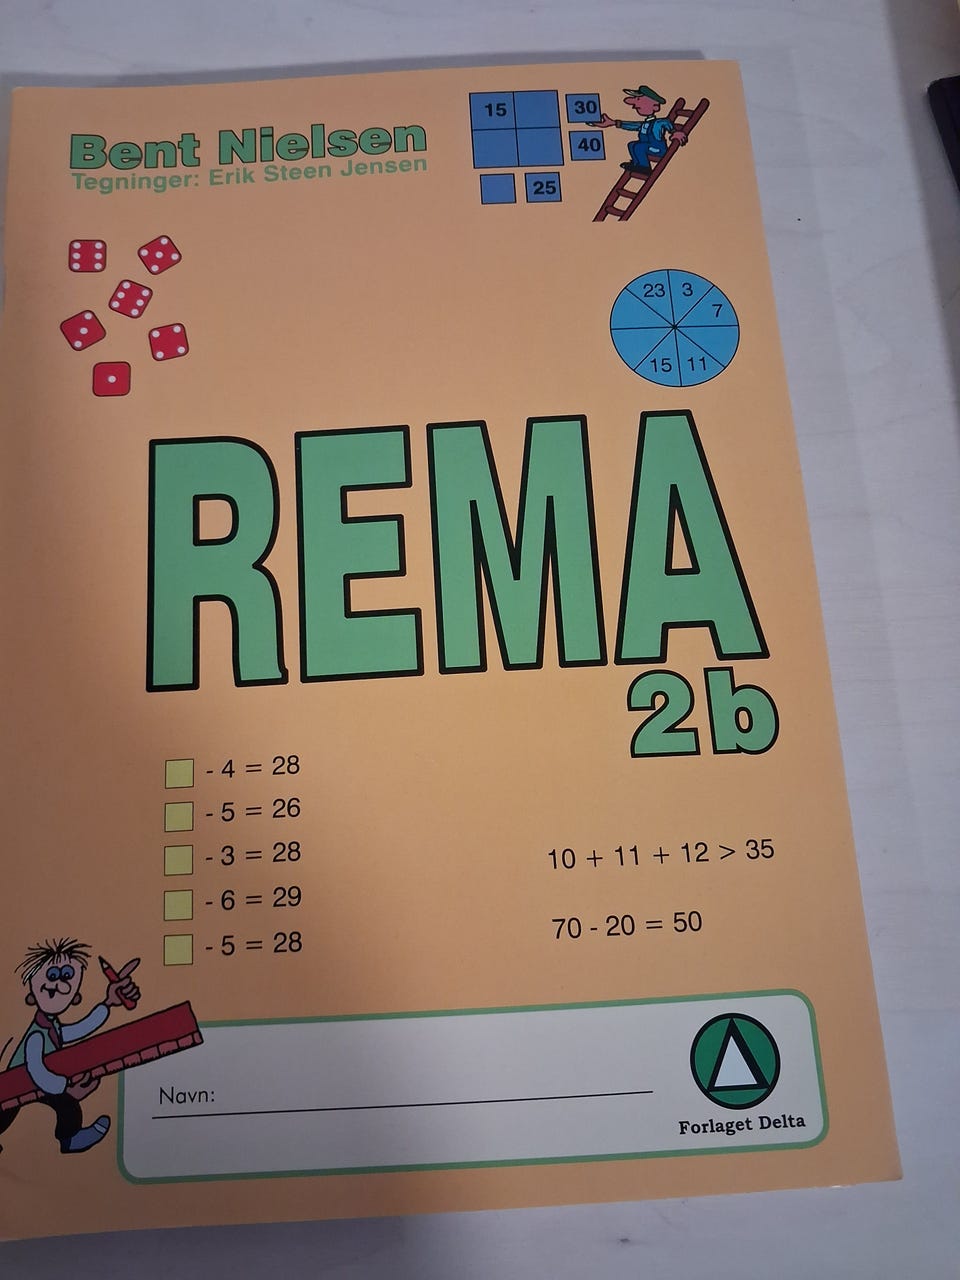 Bent Nielsen
Tegninger: Erik Steen Jensen
15
30
40
25
23
3
7
15
11
REMA
2b
- 4 = 28
- 5 = 26
- 3 = 28
- 6 = 29
- 5 = 28
10 + 11 + 12 > 35
70 - 20 = 50
Navn:
Forlaget Delta